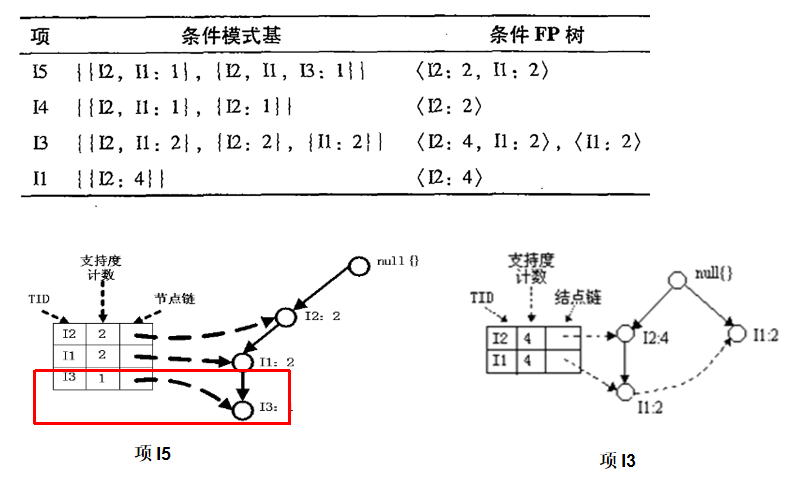 项 条件模式基 条件 FP 树
I5 {{I2, I1: 1}, {I2, I1, I3: 1}} 〈I2: 2, I1: 2〉
I4 {{I2, I1: 1}, {I2: 1}} 〈I2: 2〉
I3 {{I2, I1: 2}, {I2: 2}, {I1: 2}} 〈I2: 4, I1: 2〉, 〈I1: 2〉
I1 {{I2: 4}} 〈I2: 4〉
支持度
计数
TID
节点链
null {}
I2: 2
I2 2
I1 2
I1: 2
I3 1
I3:
项 I5
支持度
计数
TID
结点链
null{}
I2 4
I2:4
I1:2
I1 4
I1:2
项 I3